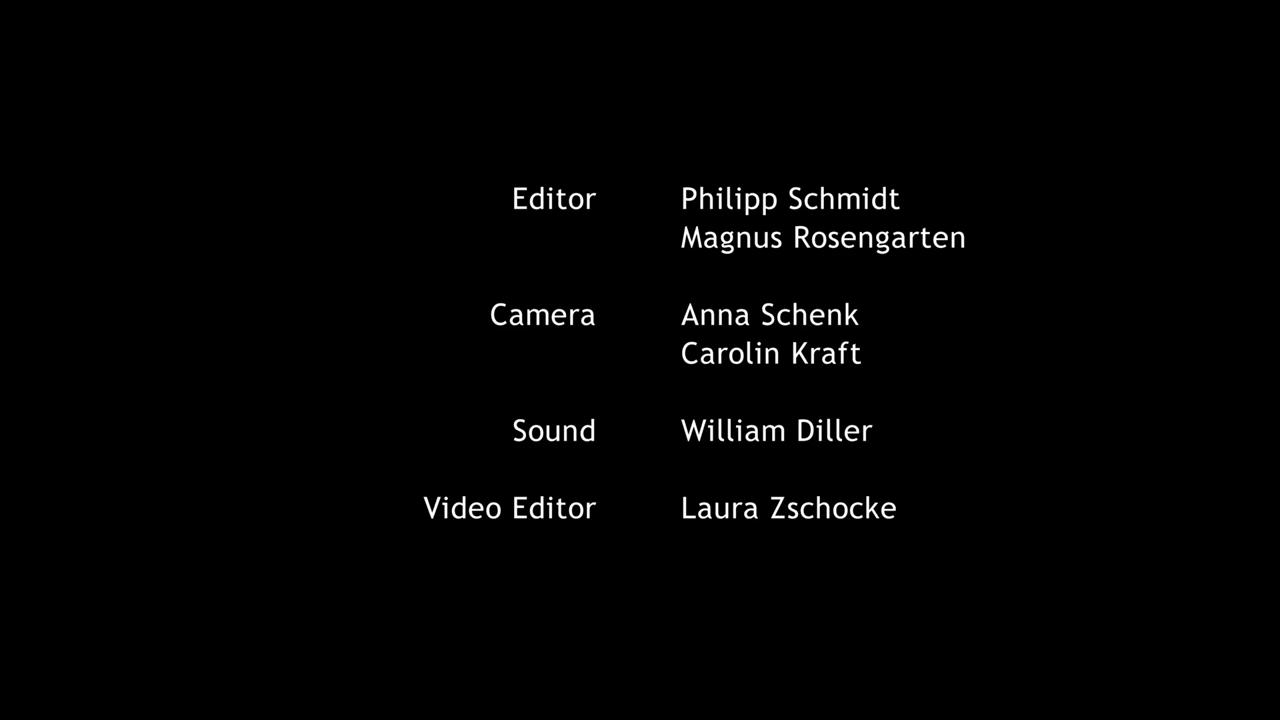 Editor Philipp Schmidt
Magnus Rosengarten
Camera Anna Schenk
Carolin Kraft
Sound William Diller
Video Editor Laura Zschocke